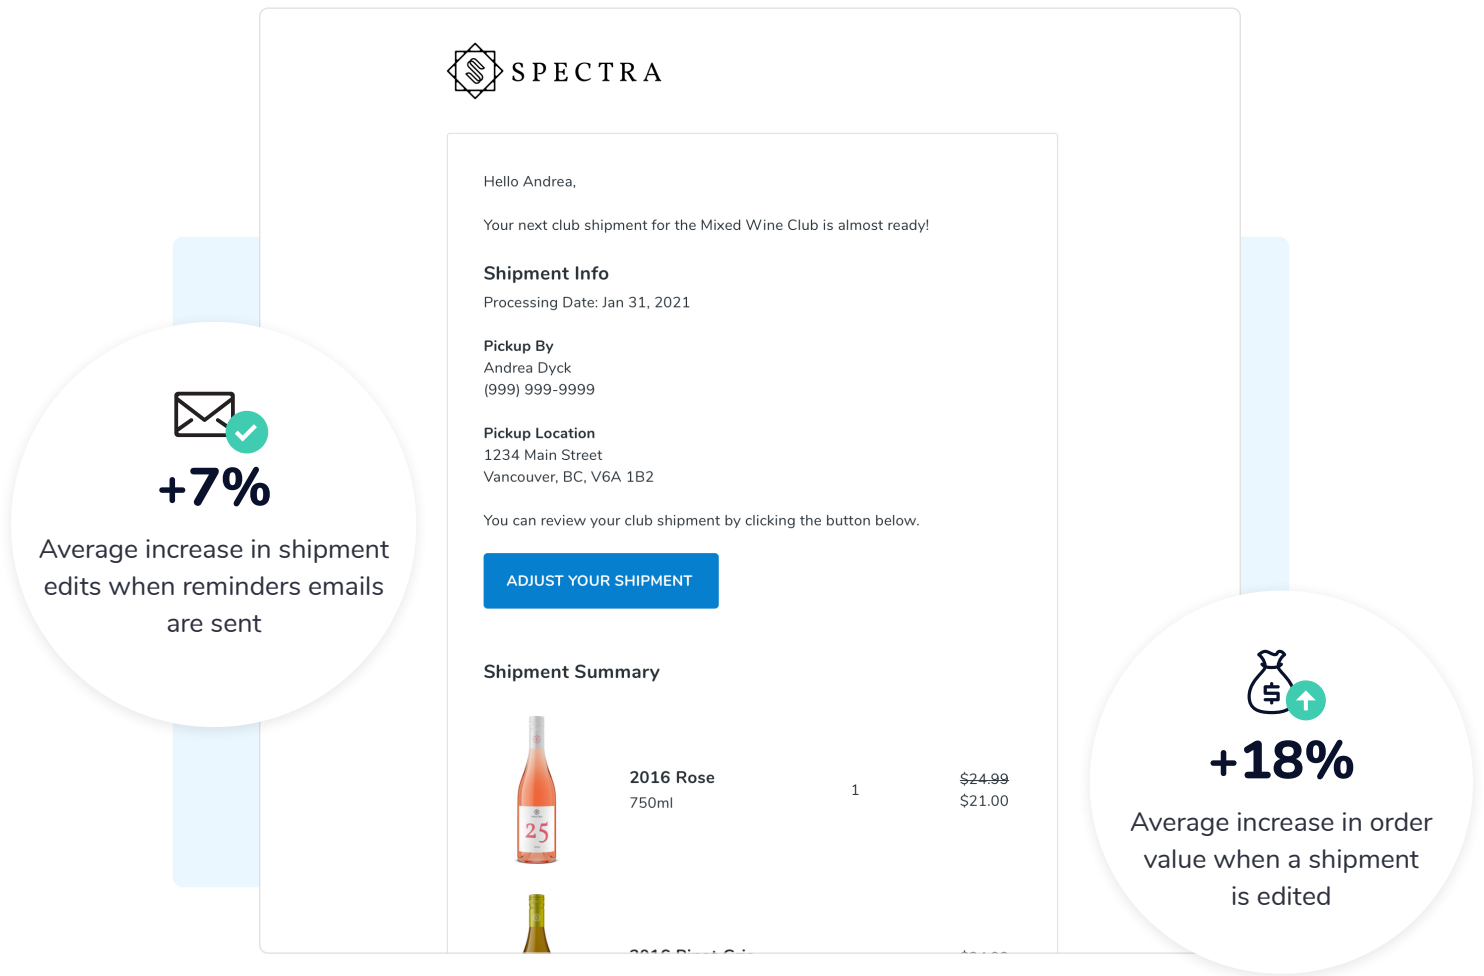 SPECTRA
Hello Andrea,
Your next club shipment for the Mixed Wine Club is almost ready!
Shipment Info
Processing Date: Jan 31, 2021
Pickup By
Andrea Dyck
(999) 999-9999
Pickup Location
1234 Main Street
Vancouver, BC, V6A 1B2
You can review your club shipment by clicking the button below.
ADJUST YOUR SHIPMENT
Shipment Summary
25
2016 Rose
750ml
1
$24.99
$21.00
+7%
Average increase in shipment
edits when reminders emails
are sent
+18%
Average increase in order
value when a shipment
is edited